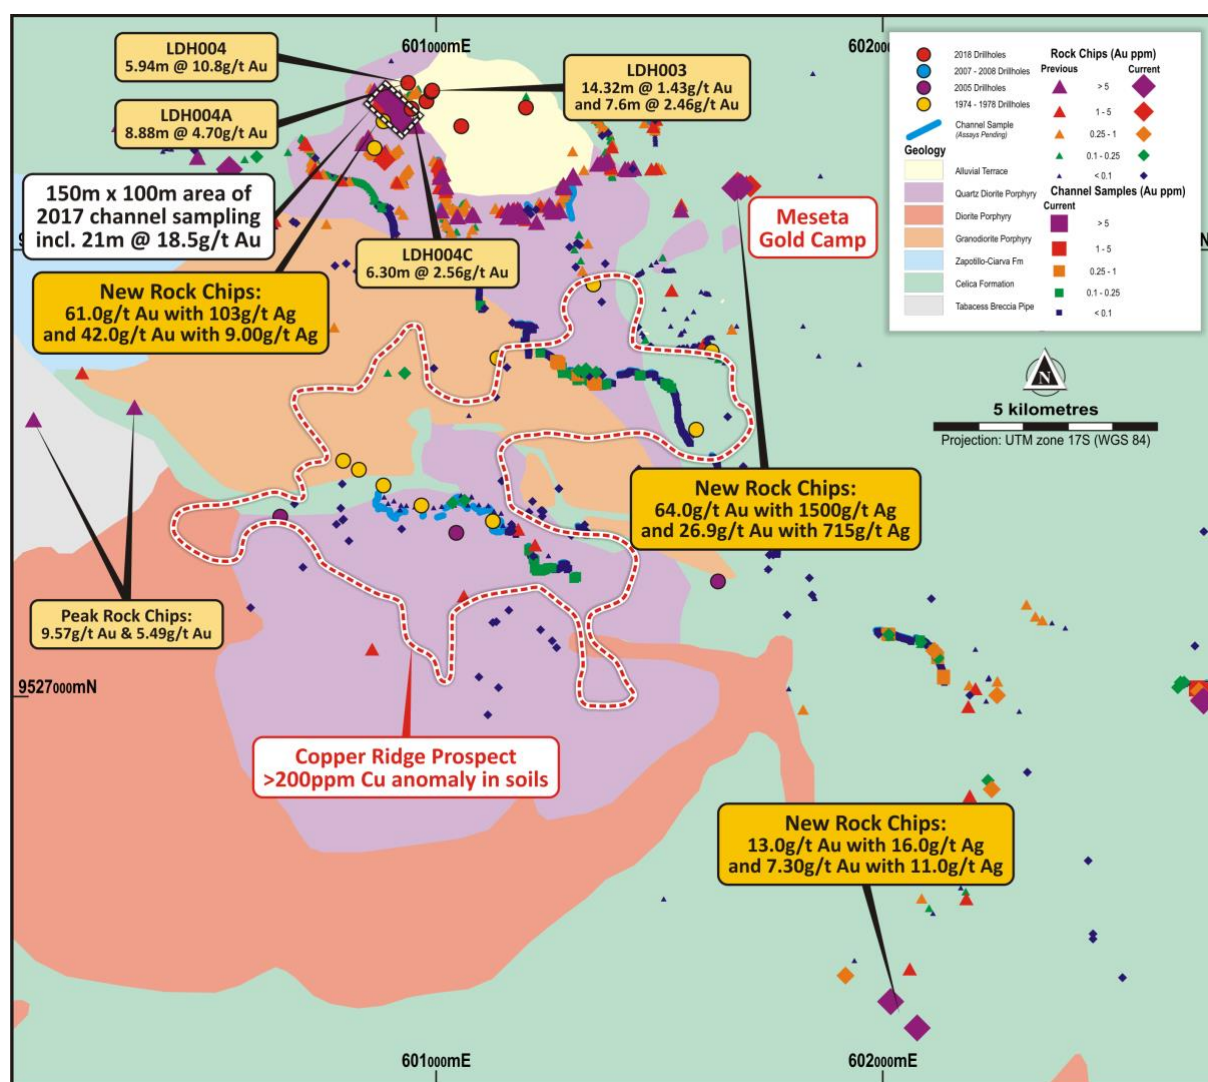 601000mE
602000mE
LDH004
5.94m @ 10.8g/t Au
LDH004A
8.88m @ 4.70g/t Au
LDH003
14.32m @ 1.43g/t Au
and 7.6m @ 2.46g/t Au
150m x 100m area of
2017 channel sampling
incl. 21m @ 18.5g/t Au
LDH004C
6.30m @ 2.56g/t Au
Meseta
Gold Camp
New Rock Chips:
61.0g/t Au with 103g/t Ag
and 42.0g/t Au with 9.00g/t Ag
2018 Drillholes
2007 - 2008 Drillholes
2005 Drillholes
1974 - 1978 Drillholes
Channel Sample
(Assays Pending)
Geology
Alluvial Terrace
Quartz Diorite Porphyry
Diorite Porphyry
Granodiorite Porphyry
Zapotillo-Ciarva Fm
Celica Formation
Tabacess Breccia Pipe
Rock Chips (Au ppm)
Previous Current
> 5
1 - 5
0.25 - 1
0.1 - 0.25
< 0.1
Channel Samples (Au ppm)
Current
> 5
1 - 5
0.25 - 1
0.1 - 0.25
< 0.1
N
5 kilometres
Projection: UTM zone 17S (WGS 84)
New Rock Chips:
64.0g/t Au with 1500g/t Ag
and 26.9g/t Au with 715g/t Ag
Peak Rock Chips:
9.57g/t Au & 5.49g/t Au
9527000mN
Copper Ridge Prospect
>200ppm Cu anomaly in soils
New Rock Chips:
13.0g/t Au with 16.0g/t Ag
and 7.30g/t Au with 11.0g/t Ag
601000mE
602000mE